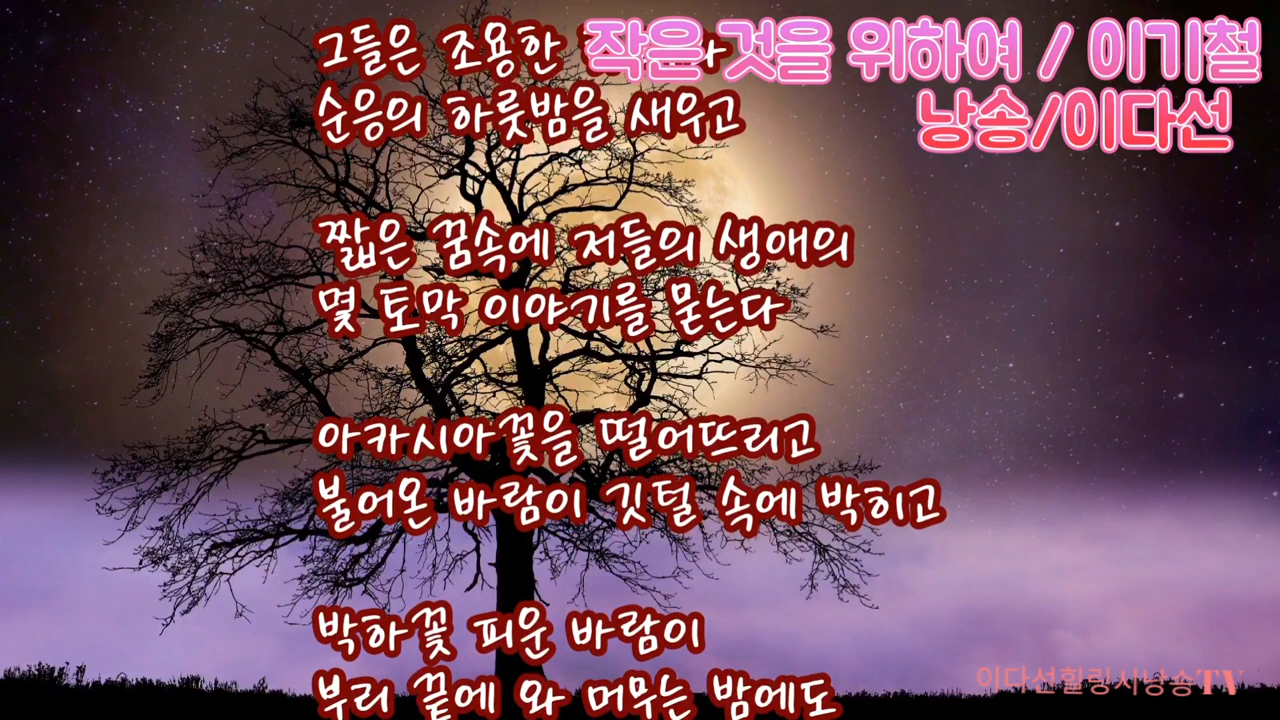 작은 것을 위하여 / 이기철
낭송/이다선
그들은 조용한
순응의 하룻밤을 새우고
짧은 꿈속에 저들의 생애의
몇 토막 이야기를 묻는다
아카시아꽃을 떨어뜨리고
불어온 바람이 깃털 속에 박히고
박하꽃 피운 바람이
부리 끝에 와 머무는 밤에도
이다선힐링시낭송TV